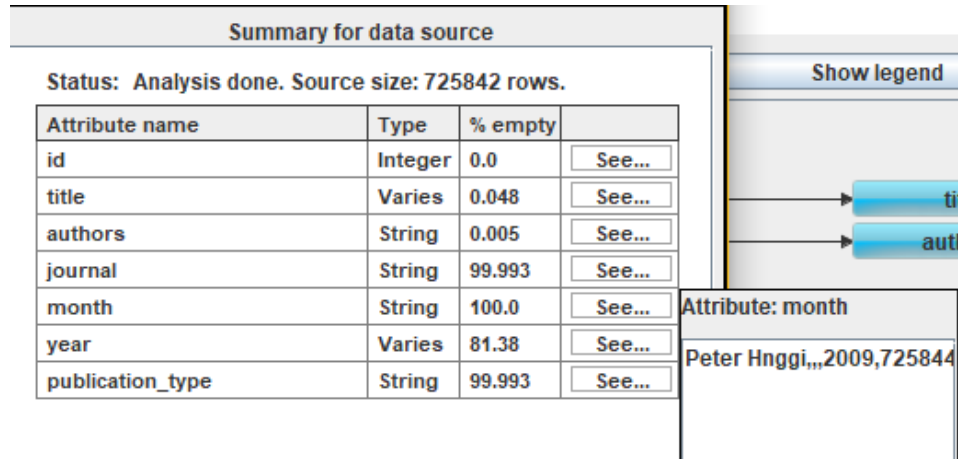 Summary for data source
Status: Analysis done. Source size: 725842 rows.
Attribute name Type % empty
id Integer 0.0 See...
title Varies 0.048 See...
authors String 0.005 See...
journal String 99.993 See...
month String 100.0 See...
year Varies 81.38 See...
publication_type String 99.993 See...
Show legend
ti
auth
Attribute: month
Peter Hnggi,,,2009,725844